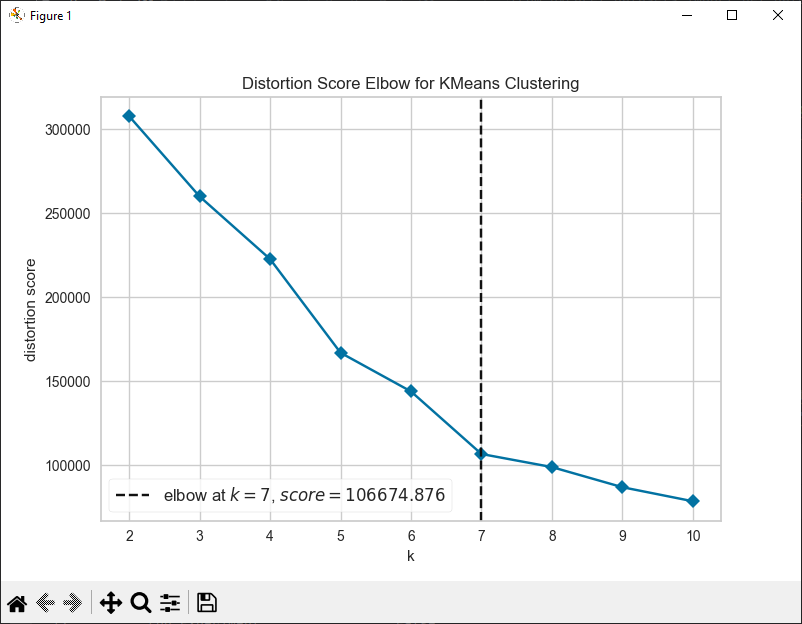 Figure 1
Distortion Score Elbow for KMeans Clustering
300000
250000
200000
150000
100000
distortion score
elbow at k = 7, score = 106674.876
2 3 4 5 6 7 8 9 10
k